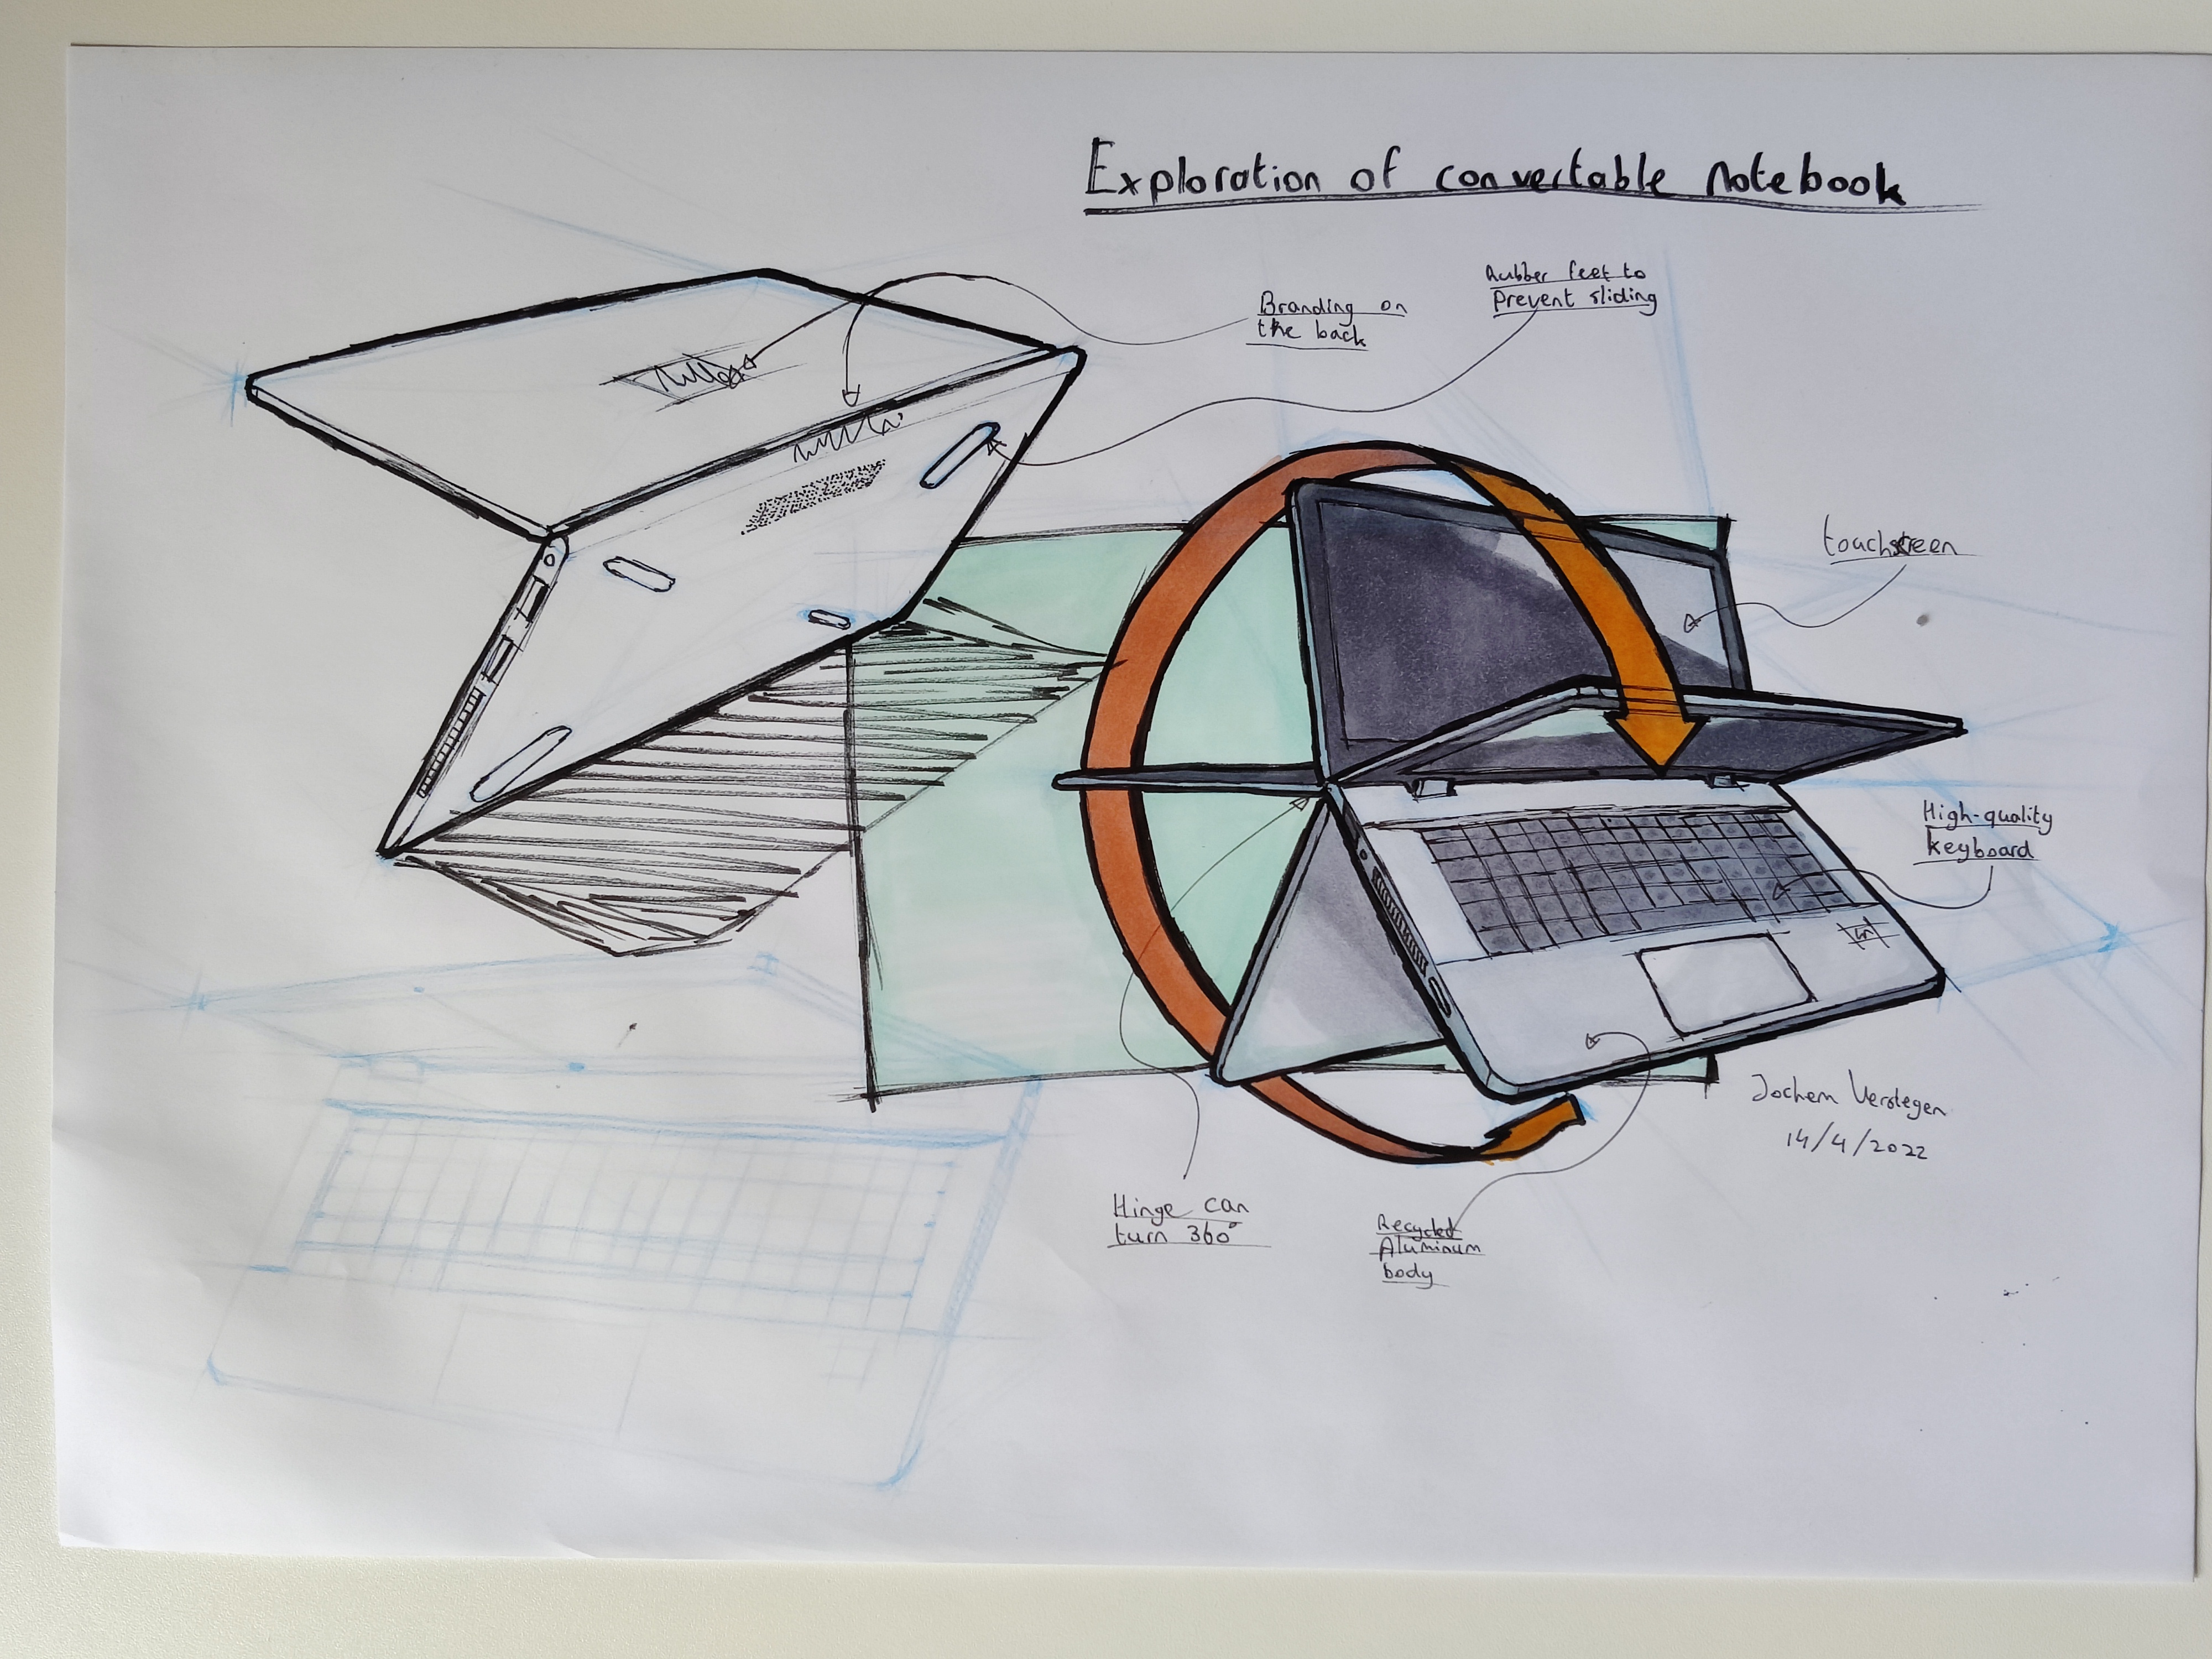 Exploration of convertable notebook
Branding on
the back
Rubber feet to
Prevent sliding
touchscreen
High-quality
keyboard
Jochem Verstegen
14/4/2022
Hinge can
turn 360°
Recycled
Aluminum
body